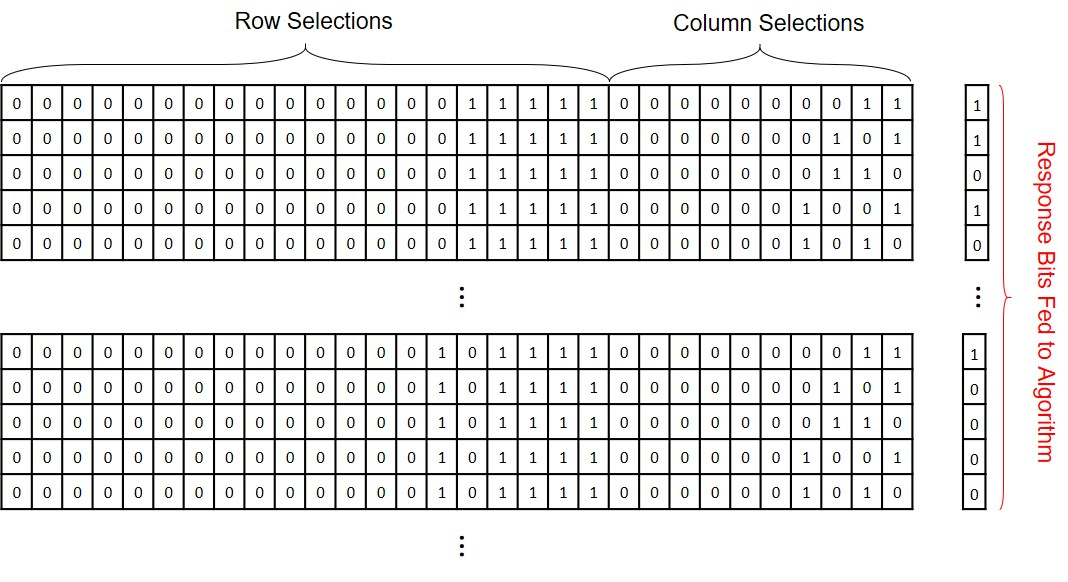 Row Selections
Column Selections
0 0 0 0 0 0 0 0 0 0 0 0 0 0 0 1 1 1 1 1 0 0 0 0 0 0 0 0 1 1 1
0 0 0 0 0 0 0 0 0 0 0 0 0 0 0 1 1 1 1 1 0 0 0 0 0 0 0 1 0 1 1
0 0 0 0 0 0 0 0 0 0 0 0 0 0 0 1 1 1 1 1 0 0 0 0 0 0 0 1 1 0 0
0 0 0 0 0 0 0 0 0 0 0 0 0 0 0 1 1 1 1 1 0 0 0 0 0 0 1 0 0 1 1
0 0 0 0 0 0 0 0 0 0 0 0 0 0 0 1 1 1 1 1 0 0 0 0 0 0 1 0 1 0 0
⋮ ⋮
0 0 0 0 0 0 0 0 0 0 0 0 0 0 1 0 1 1 1 1 0 0 0 0 0 0 0 0 1 1 1
0 0 0 0 0 0 0 0 0 0 0 0 0 0 1 0 1 1 1 1 0 0 0 0 0 0 0 1 0 1 0
0 0 0 0 0 0 0 0 0 0 0 0 0 0 1 0 1 1 1 1 0 0 0 0 0 0 0 1 1 0 0
0 0 0 0 0 0 0 0 0 0 0 0 0 0 1 0 1 1 1 1 0 0 0 0 0 0 1 0 0 1 0
0 0 0 0 0 0 0 0 0 0 0 0 0 0 1 0 1 1 1 1 0 0 0 0 0 0 1 0 1 0 0
⋮
Response Bits Fed to Algorithm